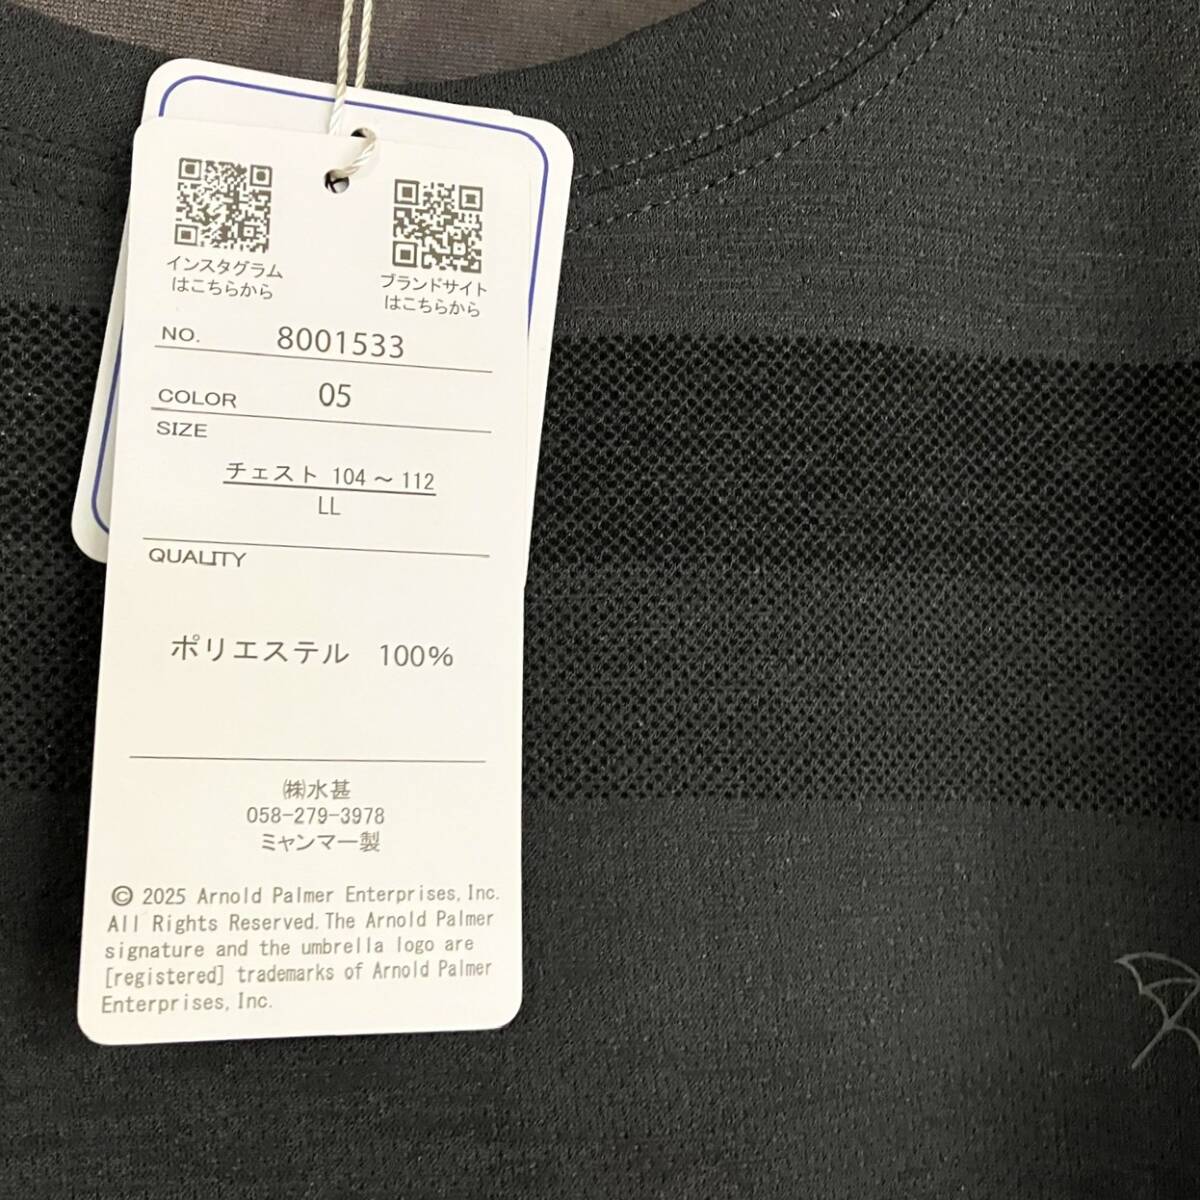 インスタグラム
はこちらから
ブランドサイト
はこちらから
NO. 8001533
COLOR 05
SIZE
チェスト 104 ~ 112
LL
QUALITY
ポリエステル 100%
㈱水甚
058-279-3978
ミャンマー製
© 2025 Arnold Palmer Enterprises, Inc.
All Rights Reserved. The Arnold Palmer
signature and the umbrella logo are
[registered] trademarks of Arnold Palmer
Enterprises, Inc.